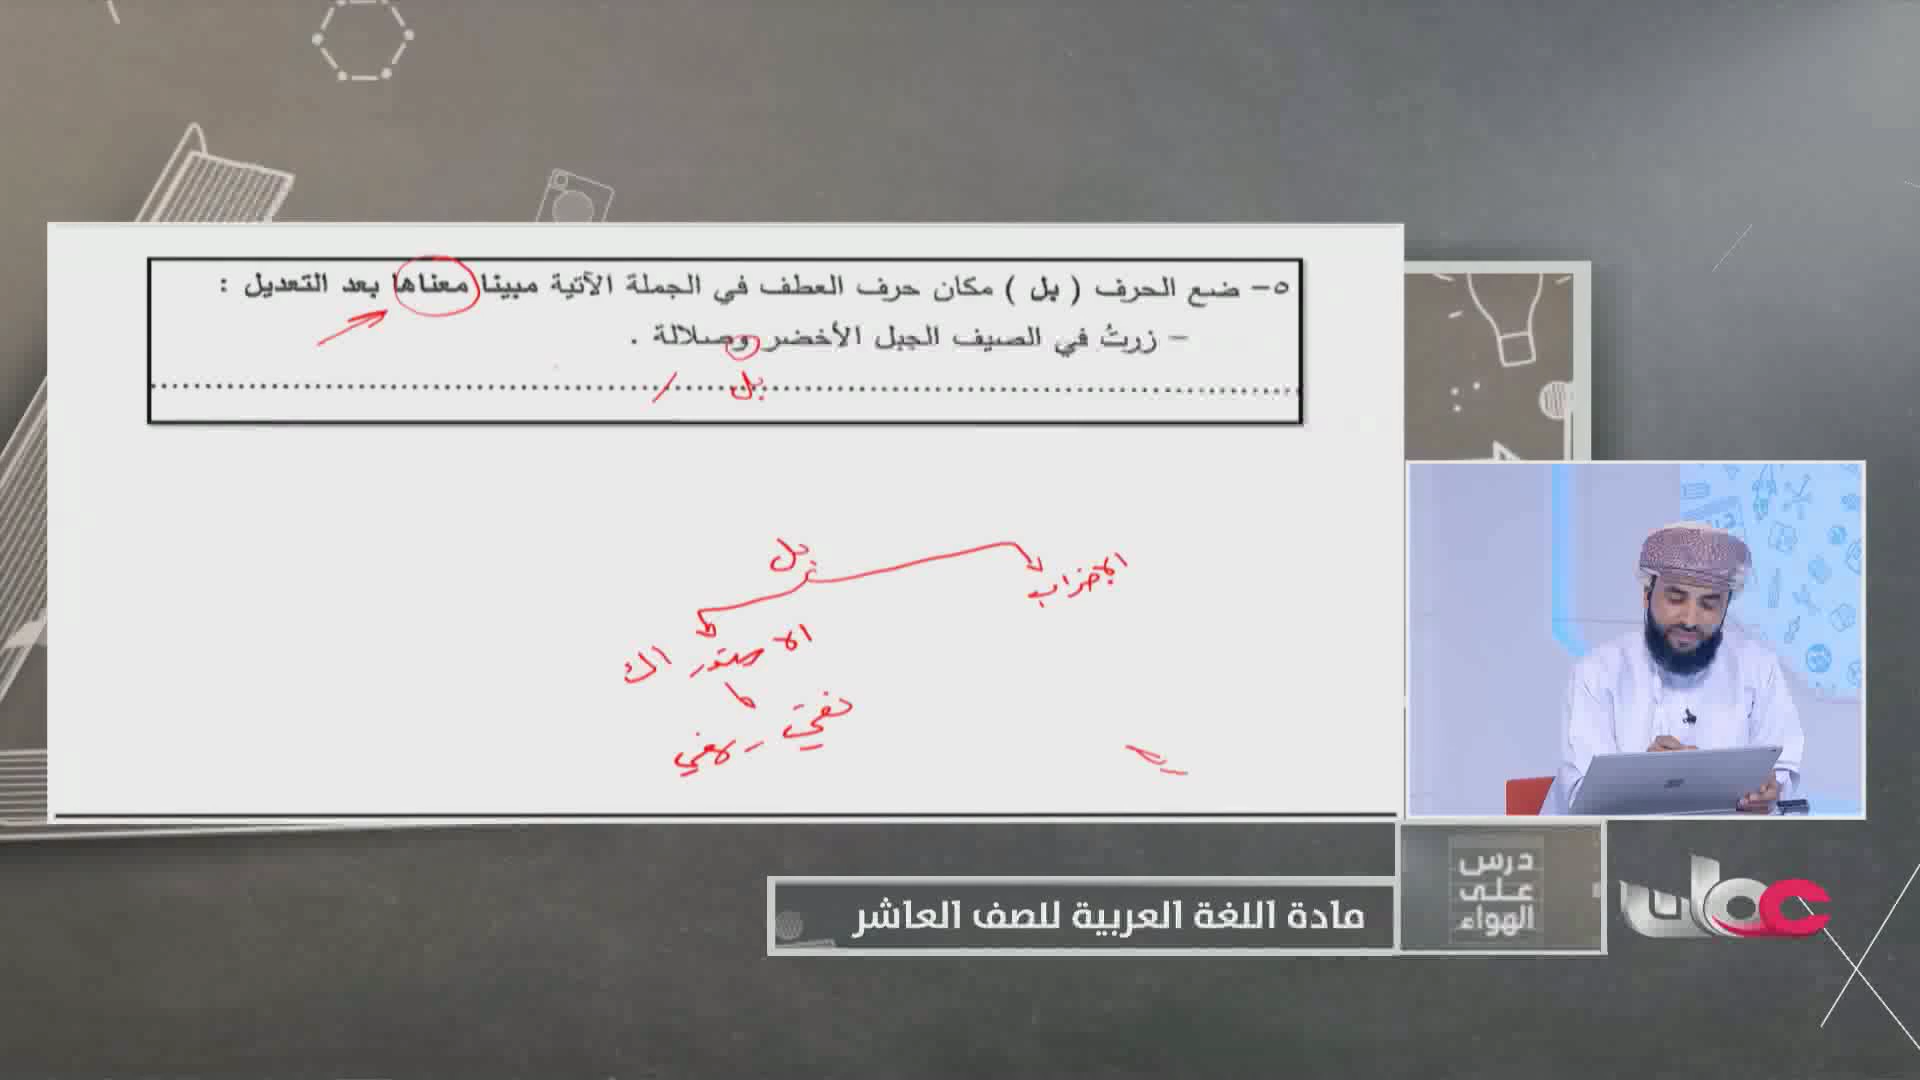 ٥- ضع الحرف ( بل ) مكان حرف العطف في الجملة الآتية مبينا معناها بعد التعديل :
- زرتُ في الصيف الجبل الأخضر وصلالة .
بل
بل
الإضراب
الاستدراك
نفي - نهي
درس
على
الهواء
مادة اللغة العربية للصف العاشر